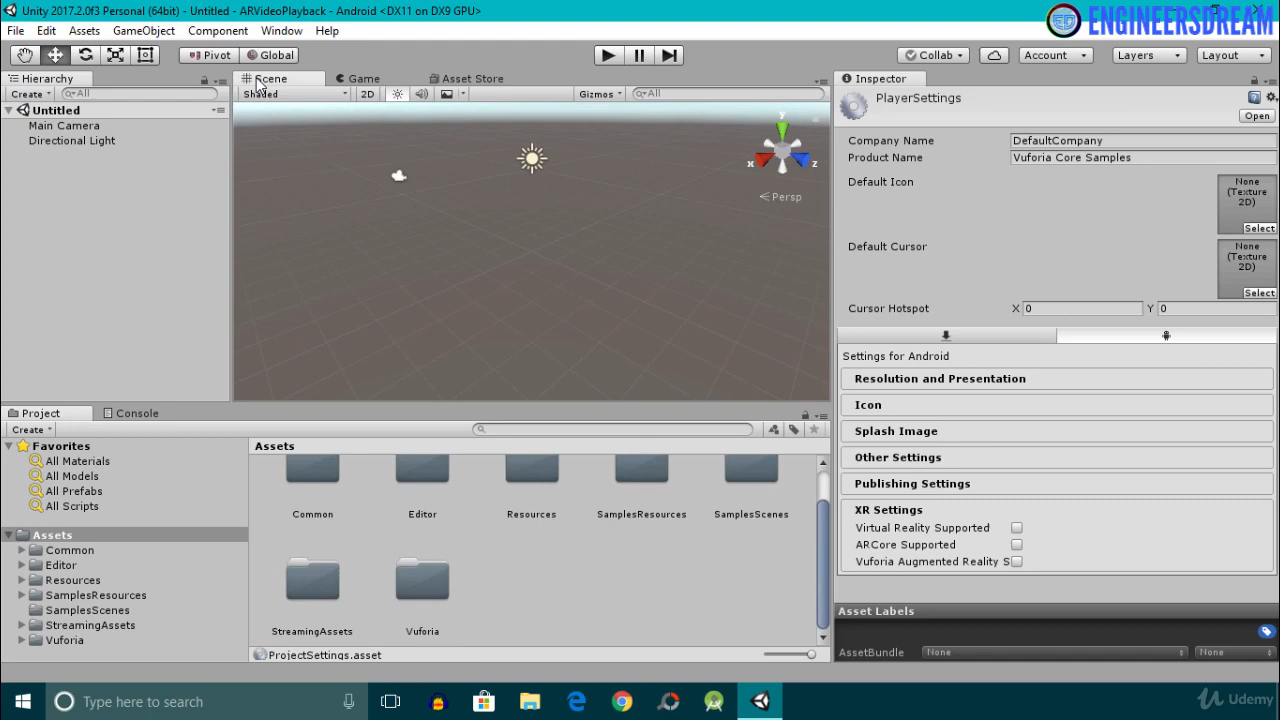 Unity 2017.2.0f3 Personal (64bit) - Untitled - ARVideoPlayback - Android <DX11 on DX9 GPU>
ENGINEERSDREAM
File Edit Assets GameObject Component Window Help
Pivot Global Collab Account Layers Layout
Hierarchy Scene Game Asset Store Inspector
Create All Shaded 2D Gizmos All
PlayerSettings
Open
Untitled
Main Camera
Directional Light
y
x
z
Persp
Company Name DefaultCompany
Product Name Vuforia Core Samples
Default Icon None
(Texture
2D)
Select
Default Cursor None
(Texture
2D)
Select
Cursor Hotspot X 0 Y 0
Settings for Android
Resolution and Presentation
Icon
Splash Image
Other Settings
Publishing Settings
XR Settings
Virtual Reality Supported
ARCore Supported
Vuforia Augmented Reality S
Asset Labels
AssetBundle None None
Project Console
Create
Favorites
All Materials
All Models
All Prefabs
All Scripts
Assets
Common
Editor
Resources
SamplesResources
SamplesScenes
StreamingAssets
Vuforia
Assets
Common Editor Resources SamplesResources SamplesScenes
StreamingAssets Vuforia
ProjectSettings.asset
Type here to search
Udemy